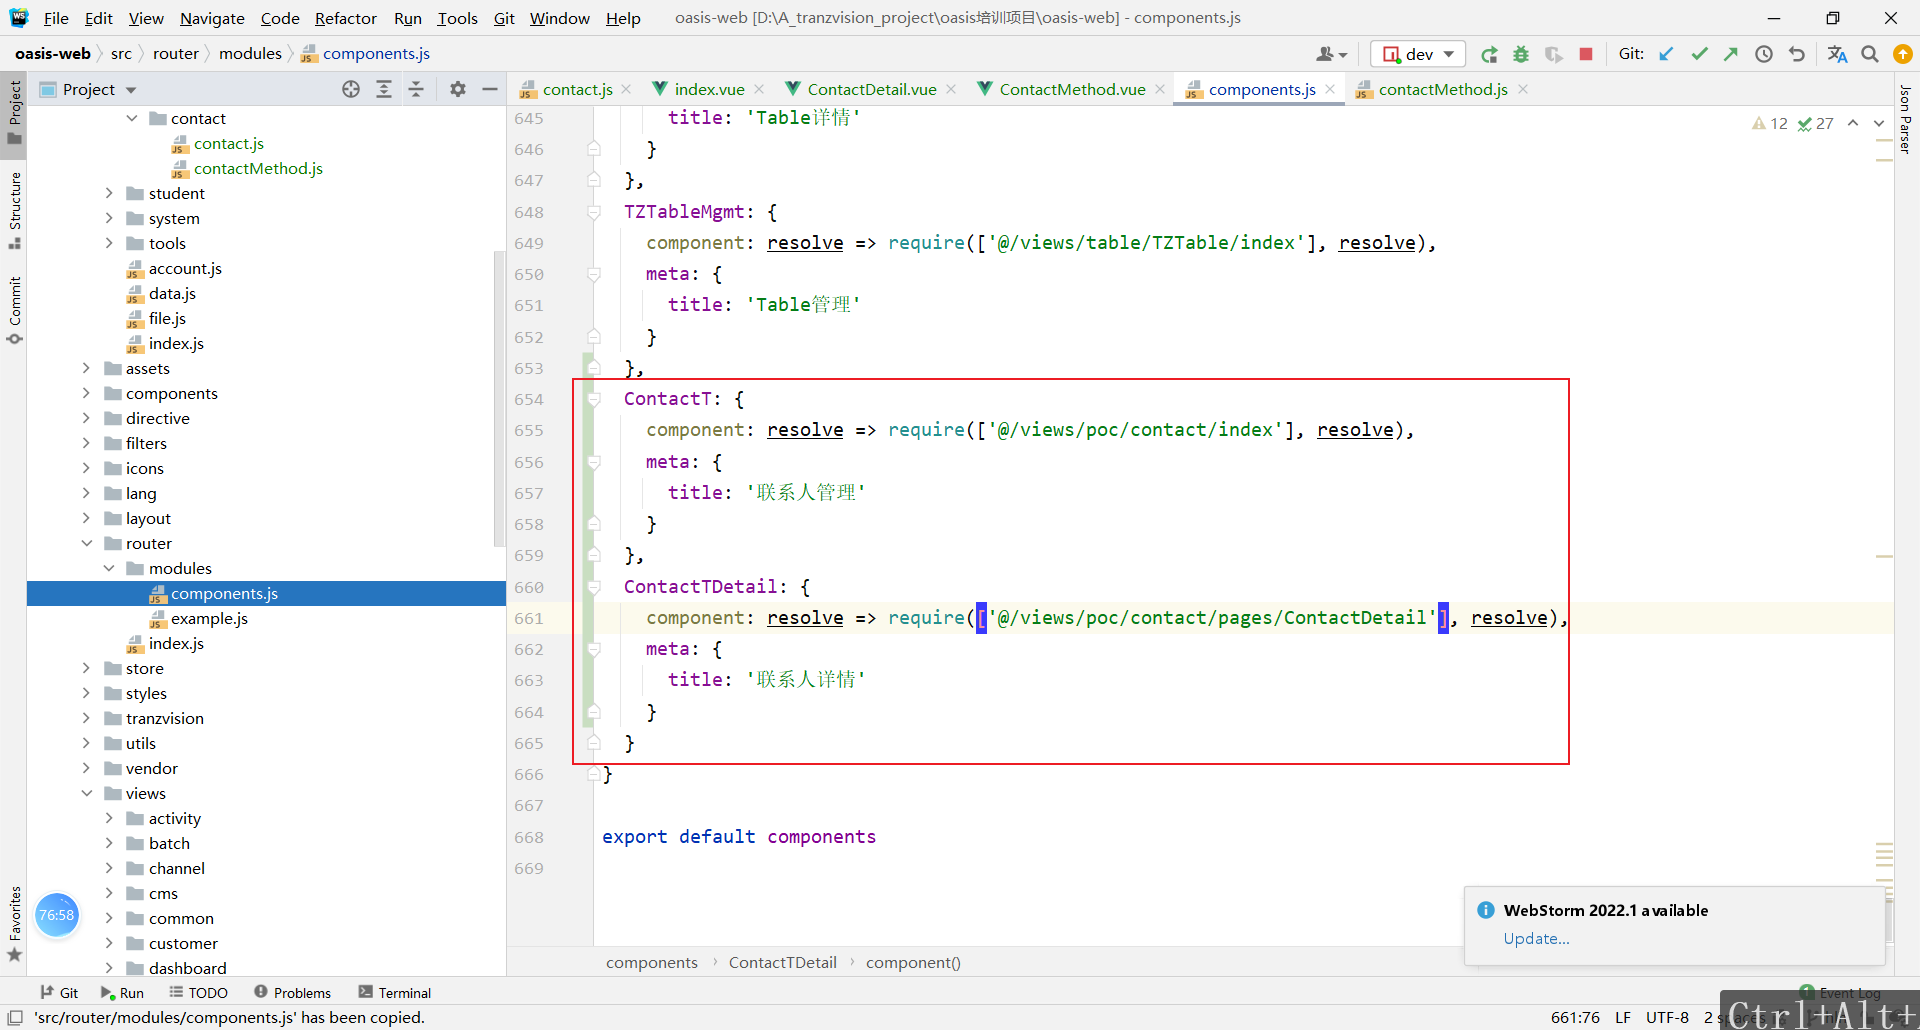 File Edit View Navigate Code Refactor Run Tools Git Window Help oasis-web [D:\A_tranzvision_project\oasis培训项目\oasis-web] - components.js
oasis-web src router modules components.js dev Git:
Project contact.js index.vue ContactDetail.vue ContactMethod.vue components.js contactMethod.js
Project
Structure
Commit
Favorites
Json Parser
contact
contact.js
contactMethod.js
student
system
tools
account.js
data.js
file.js
index.js
assets
components
directive
filters
icons
lang
layout
router
modules
components.js
example.js
index.js
store
styles
tranzvision
utils
vendor
views
activity
batch
channel
cms
common
customer
dashboard
76:58
12 27
645 title: 'Table详情'
646 }
647 },
648 TZTableMgmt: {
649 component: resolve => require(['@/views/table/TZTable/index'], resolve),
650 meta: {
651 title: 'Table管理'
652 }
653 },
654 ContactT: {
655 component: resolve => require(['@/views/poc/contact/index'], resolve),
656 meta: {
657 title: '联系人管理'
658 }
659 },
660 ContactTDetail: {
661 component: resolve => require(['@/views/poc/contact/pages/ContactDetail'], resolve),
662 meta: {
663 title: '联系人详情'
664 }
665 }
666 }
667
668 export default components
669
WebStorm 2022.1 available
Update...
components ContactTDetail component()
Git Run TODO Problems Terminal Event Log
'src/router/modules/components.js' has been copied. 661:76 LF UTF-8 2 spaces
Ctrl+Alt+